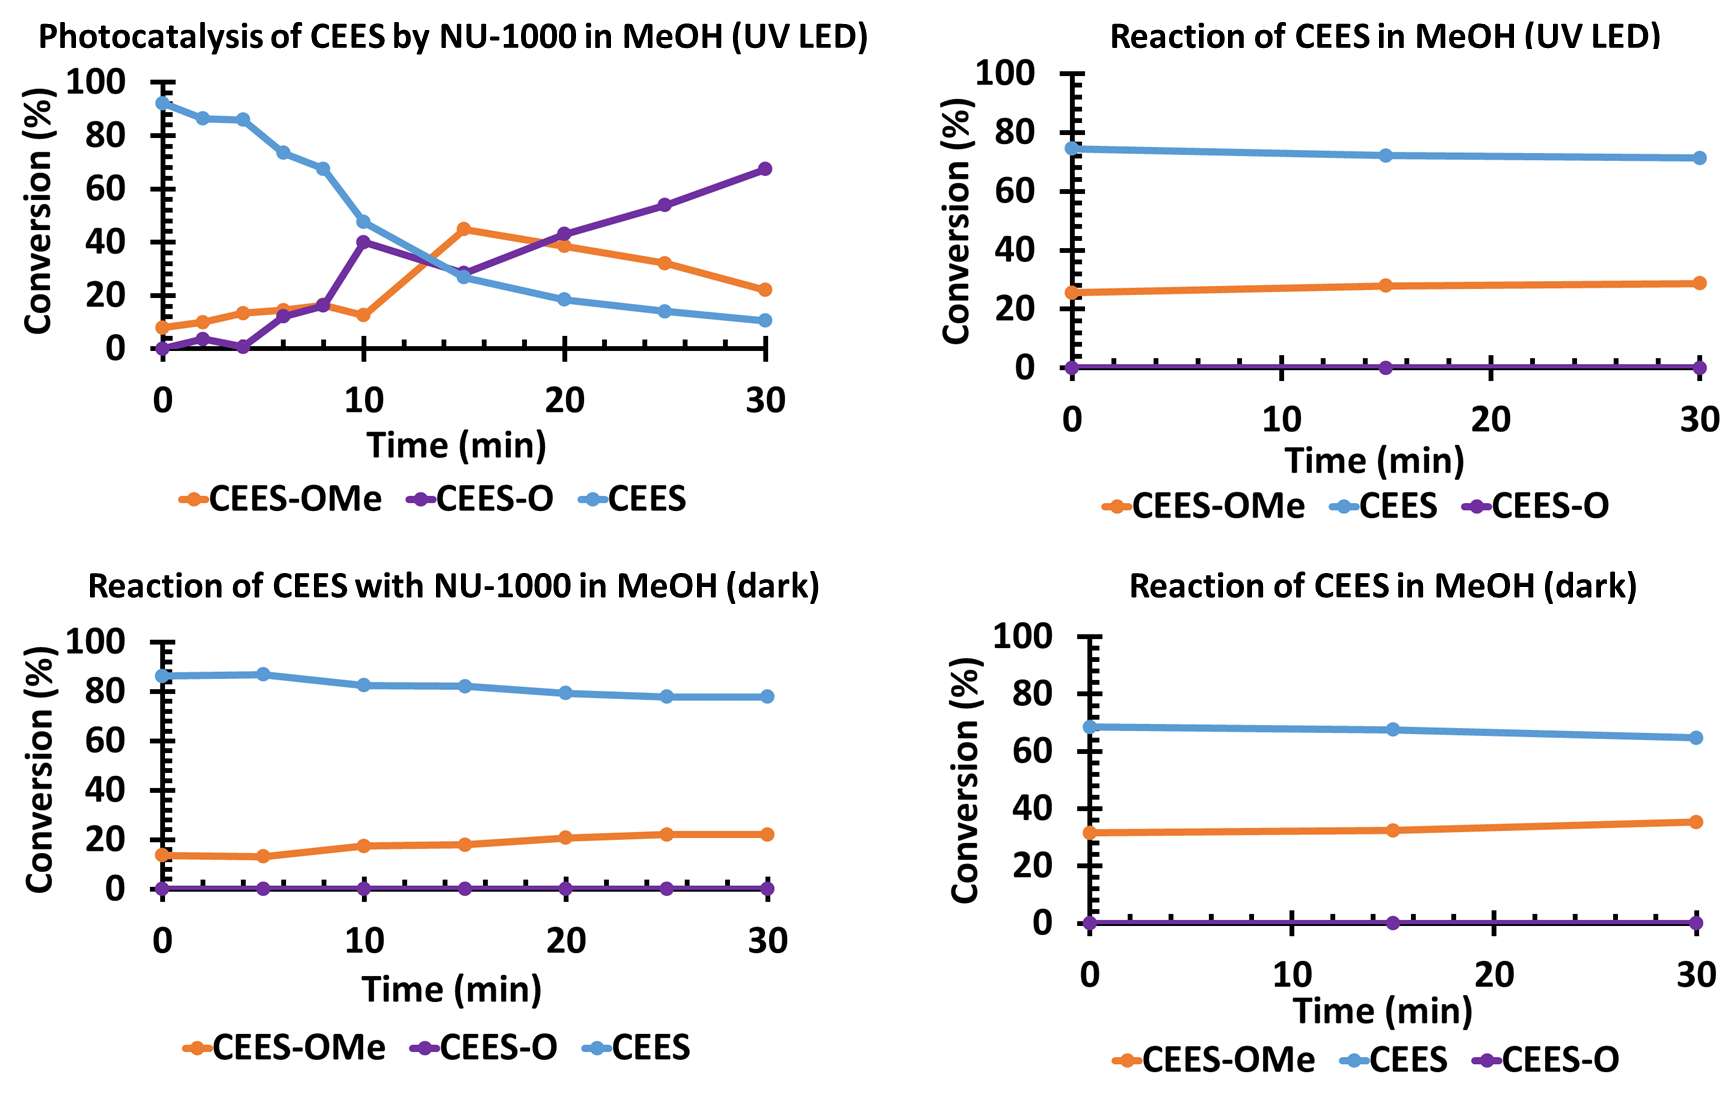 Photocatalysis of CEES by NU-1000 in MeOH (UV LED)
Conversion (%)
100
80
60
40
20
0
0 10 20 30
Time (min)
CEES-OMe CEES-O CEES
Reaction of CEES in MeOH (UV LED)
Conversion (%)
100
80
60
40
20
0
0 10 20 30
Time (min)
CEES-OMe CEES CEES-O
Reaction of CEES with NU-1000 in MeOH (dark)
Conversion (%)
100
80
60
40
20
0
0 10 20 30
Time (min)
CEES-OMe CEES-O CEES
Reaction of CEES in MeOH (dark)
Conversion (%)
100
80
60
40
20
0
0 10 20 30
Time (min)
CEES-OMe CEES CEES-O